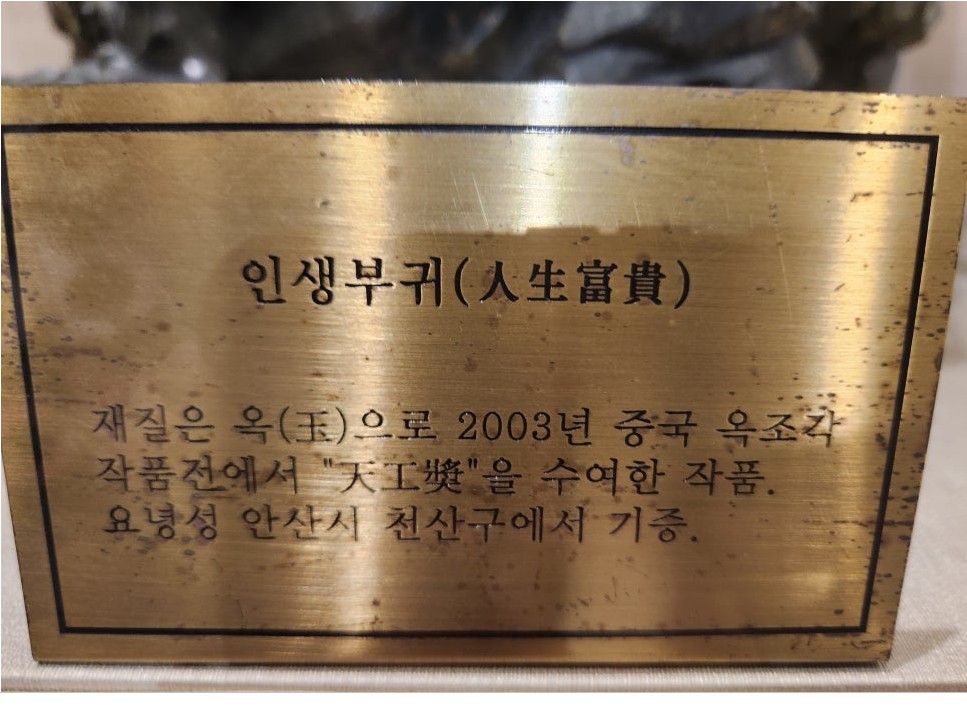 인생부귀(人生富貴)
재질은 옥(玉)으로 2003년 중국 옥조각
작품전에서 "天工獎"을 수여한 작품.
요녕성 안산시 천산구에서 기증.